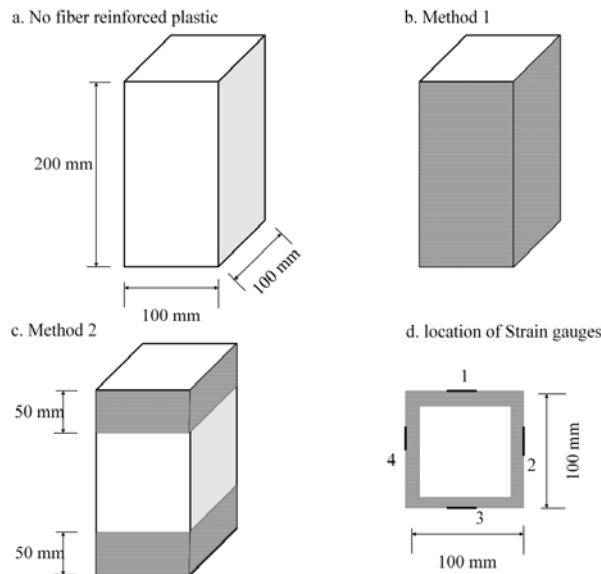 a. No fiber reinforced plastic
b. Method 1
200 mm
100 mm
100 mm
c. Method 2
d. location of Strain gauges
50 mm
50 mm
1
2
3
4
100 mm
100 mm